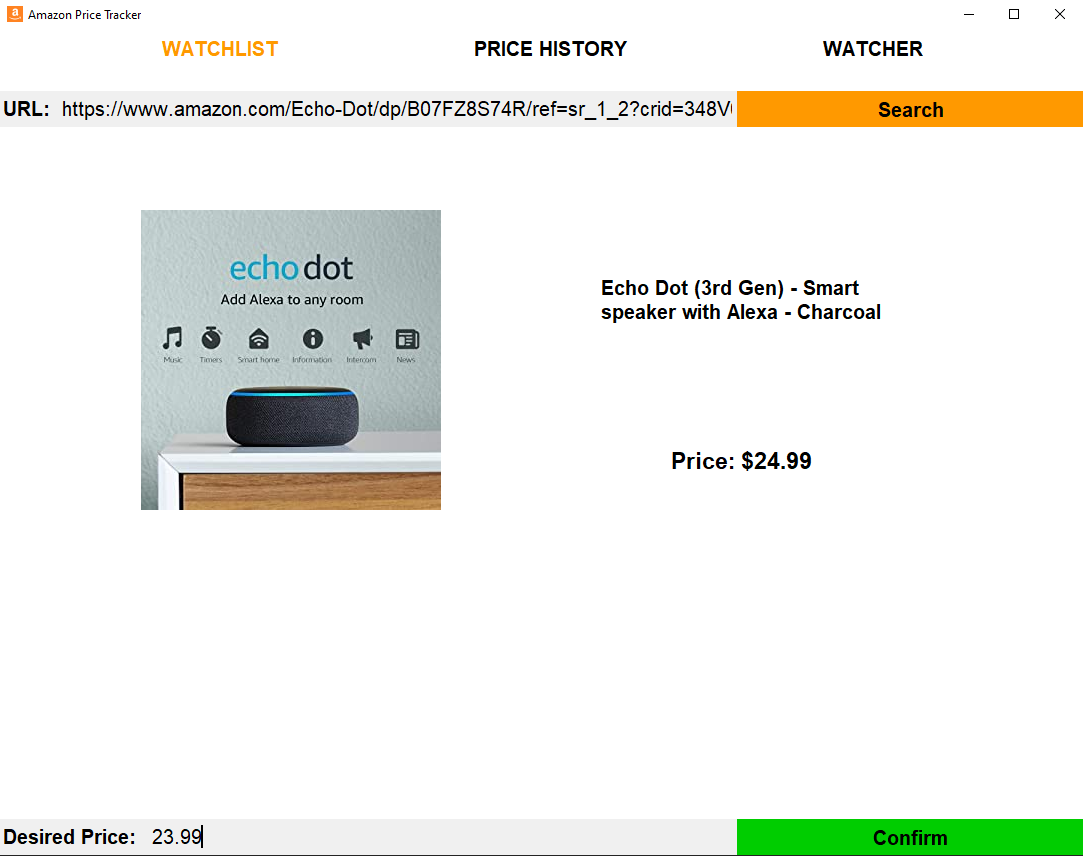 Amazon Price Tracker
WATCHLIST PRICE HISTORY WATCHER
URL: https://www.amazon.com/Echo-Dot/dp/B07FZ8S74R/ref=sr_1_2?crid=348V Search
echo dot
Add Alexa to any room
Music Timers Smart home Information Intercom News
Echo Dot (3rd Gen) - Smart
speaker with Alexa - Charcoal
Price: $24.99
Desired Price: 23.99 Confirm